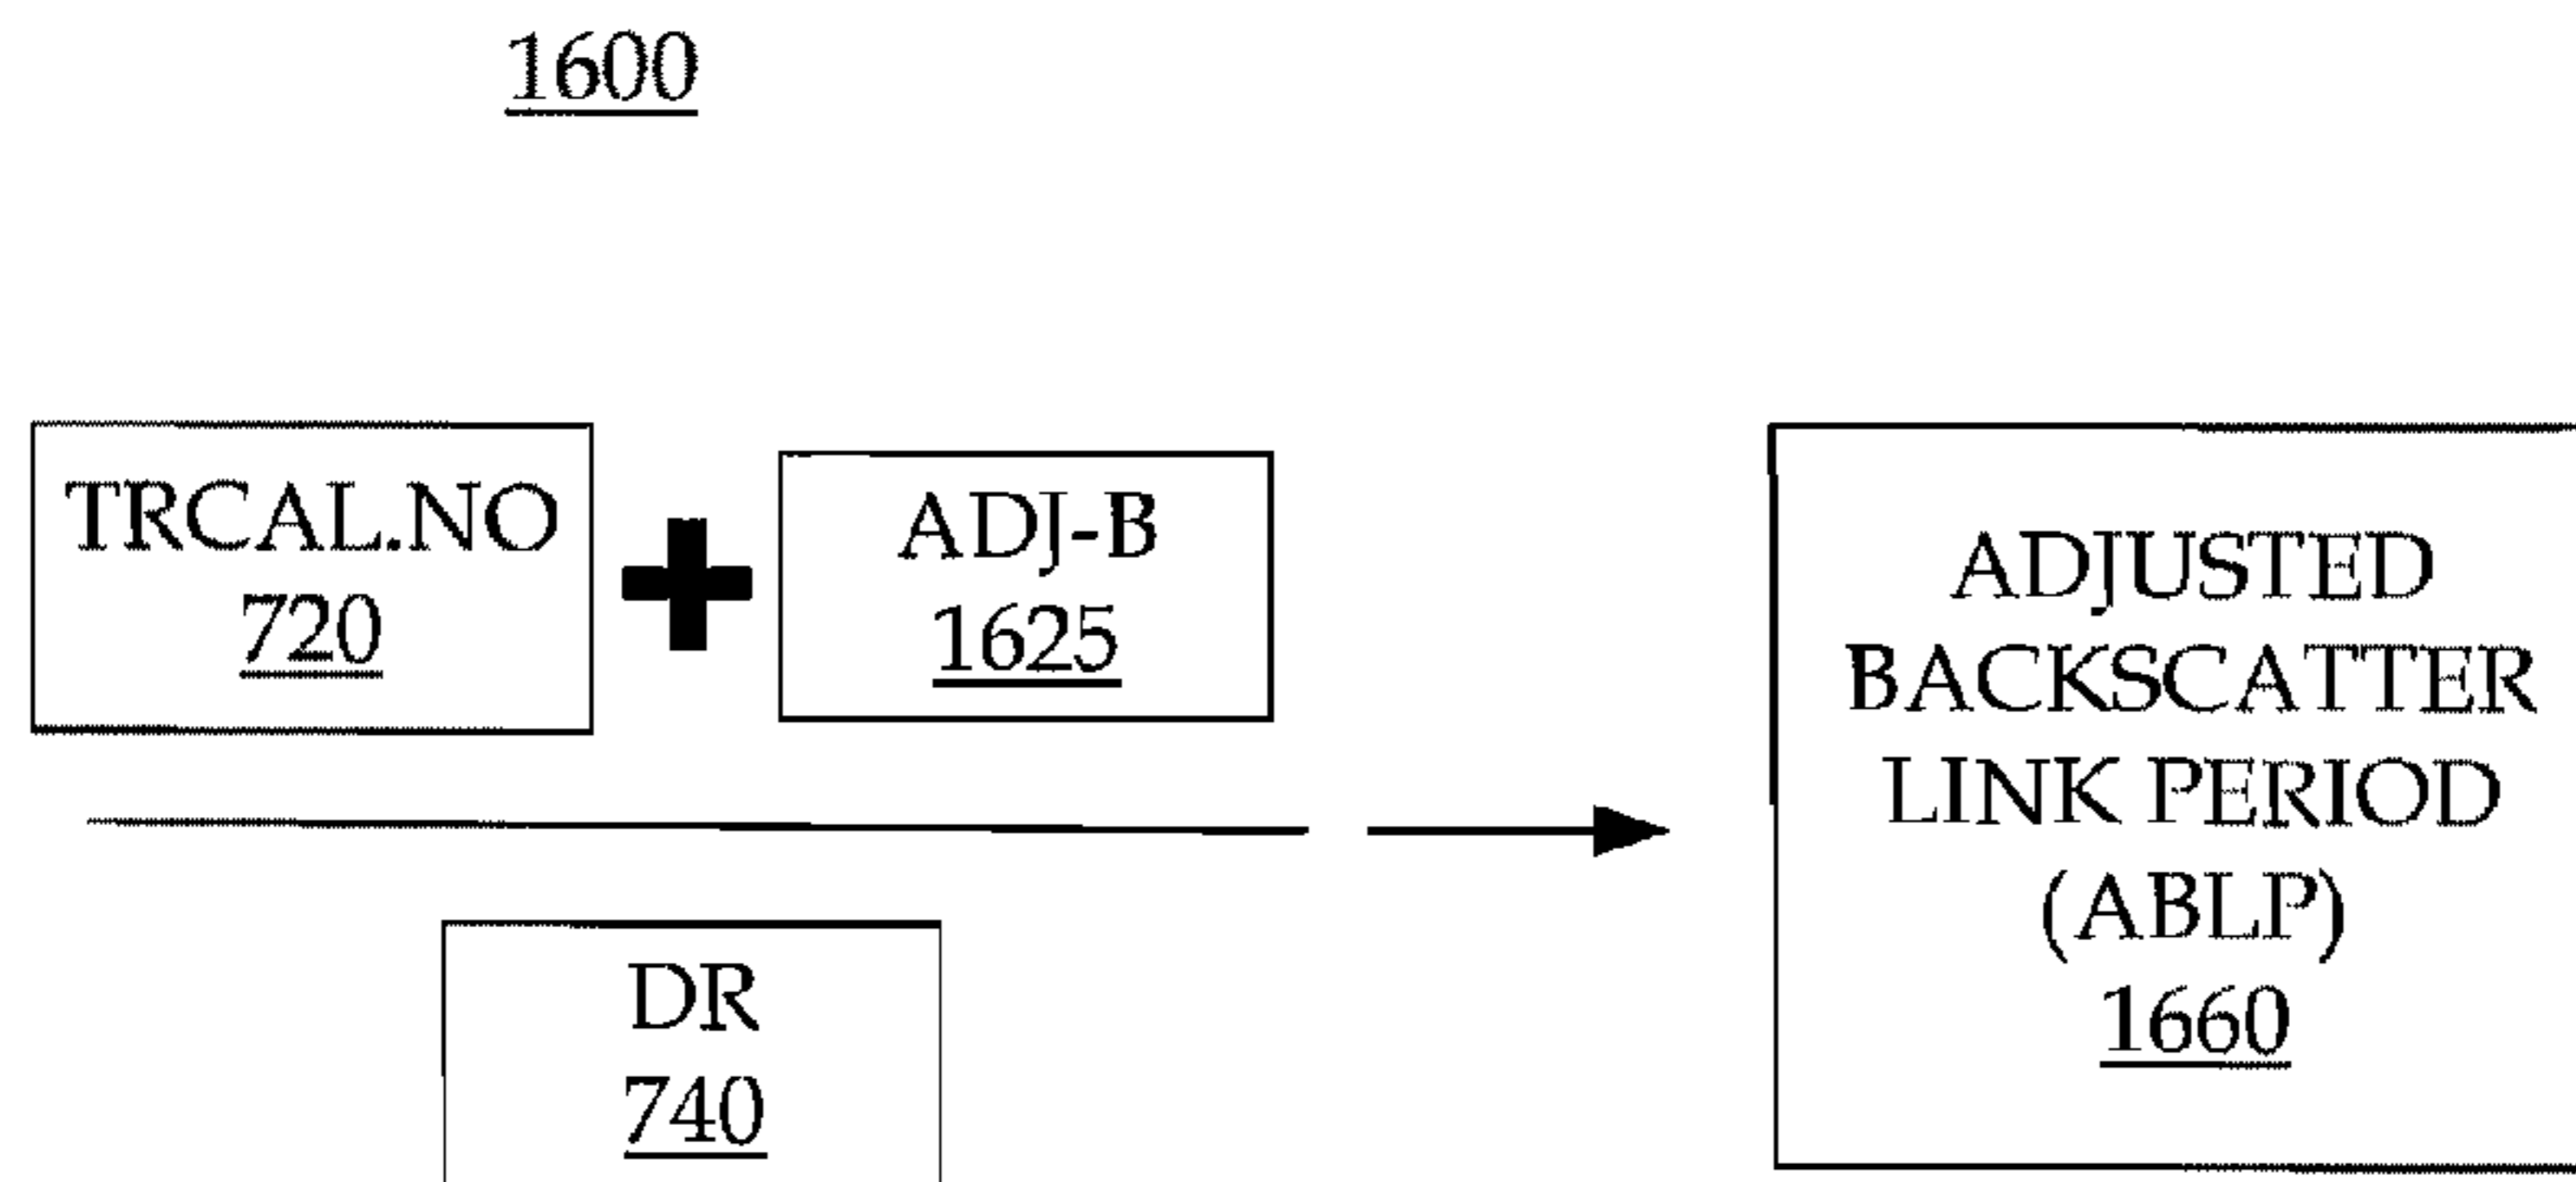 1600
TRCAL.NO
720
ADJ-B
1625
DR
740
ADJUSTED
BACKSCATTER
LINK PERIOD
(ABLP)
1660